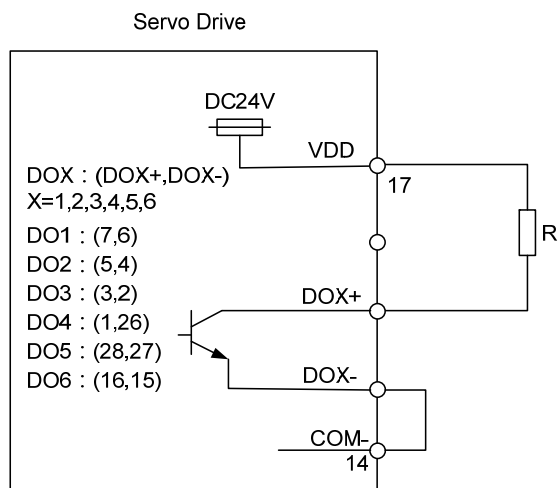 Servo Drive
DC24V
VDD
17
DOX : (DOX+,DOX-)
X=1,2,3,4,5,6
R
DO1 : (7,6)
DO2 : (5,4)
DO3 : (3,2)
DOX+
DO4 : (1,26)
DO5 : (28,27)
DO6 : (16,15)
DOX-
COM-
14